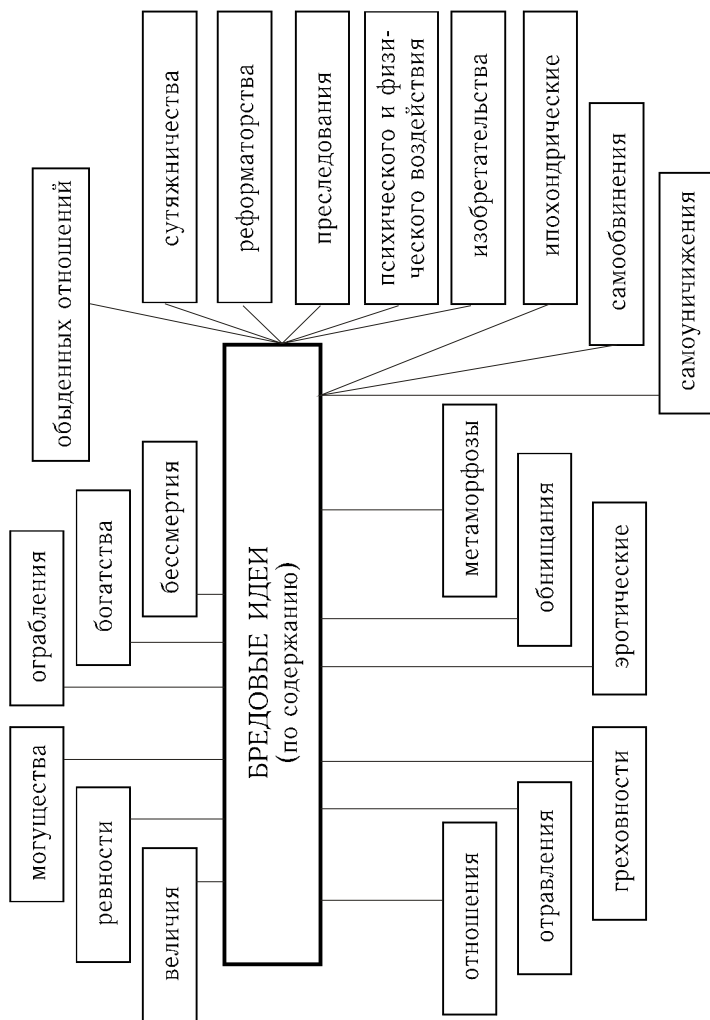 могущества
ограбления
ревности
богатства
величия
бессмертия
обыденных отношений
БРЕДОВЫЕ ИДЕИ
(по содержанию)
сутяжничества
реформаторства
преследования
психического и физи-
ческого воздействия
изобретательства
ипохондрические
самообвинения
самоуничижения
отношения
метаморфозы
отравления
обнищания
греховности
эротические